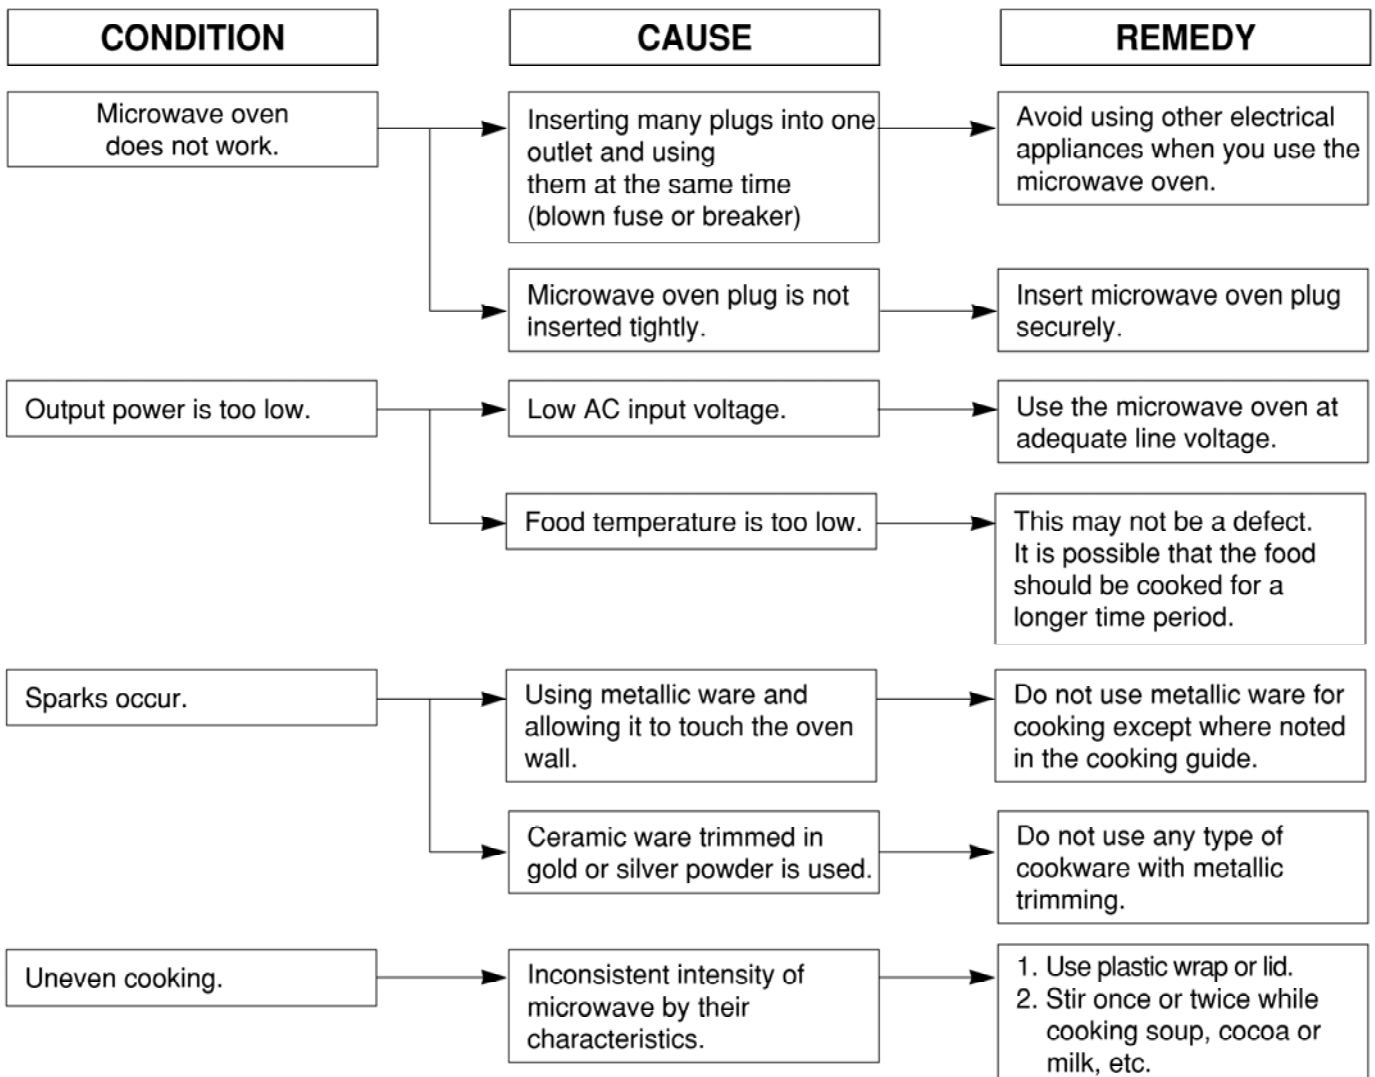 CONDITION
CAUSE
REMEDY
Microwave oven
does not work.
Inserting many plugs into one
outlet and using
them at the same time
(blown fuse or breaker)
Avoid using other electrical
appliances when you use the
microwave oven.
Microwave oven plug is not
inserted tightly.
Insert microwave oven plug
securely.
Output power is too low.
Low AC input voltage.
Use the microwave oven at
adequate line voltage.
Food temperature is too low.
This may not be a defect.
It is possible that the food
should be cooked for a
longer time period.
Sparks occur.
Using metallic ware and
allowing it to touch the oven
wall.
Do not use metallic ware for
cooking except where noted
in the cooking guide.
Ceramic ware trimmed in
gold or silver powder is used.
Do not use any type of
cookware with metallic
trimming.
Uneven cooking.
Inconsistent intensity of
microwave by their
characteristics.
1. Use plastic wrap or lid.
2. Stir once or twice while
cooking soup, cocoa or
milk, etc.